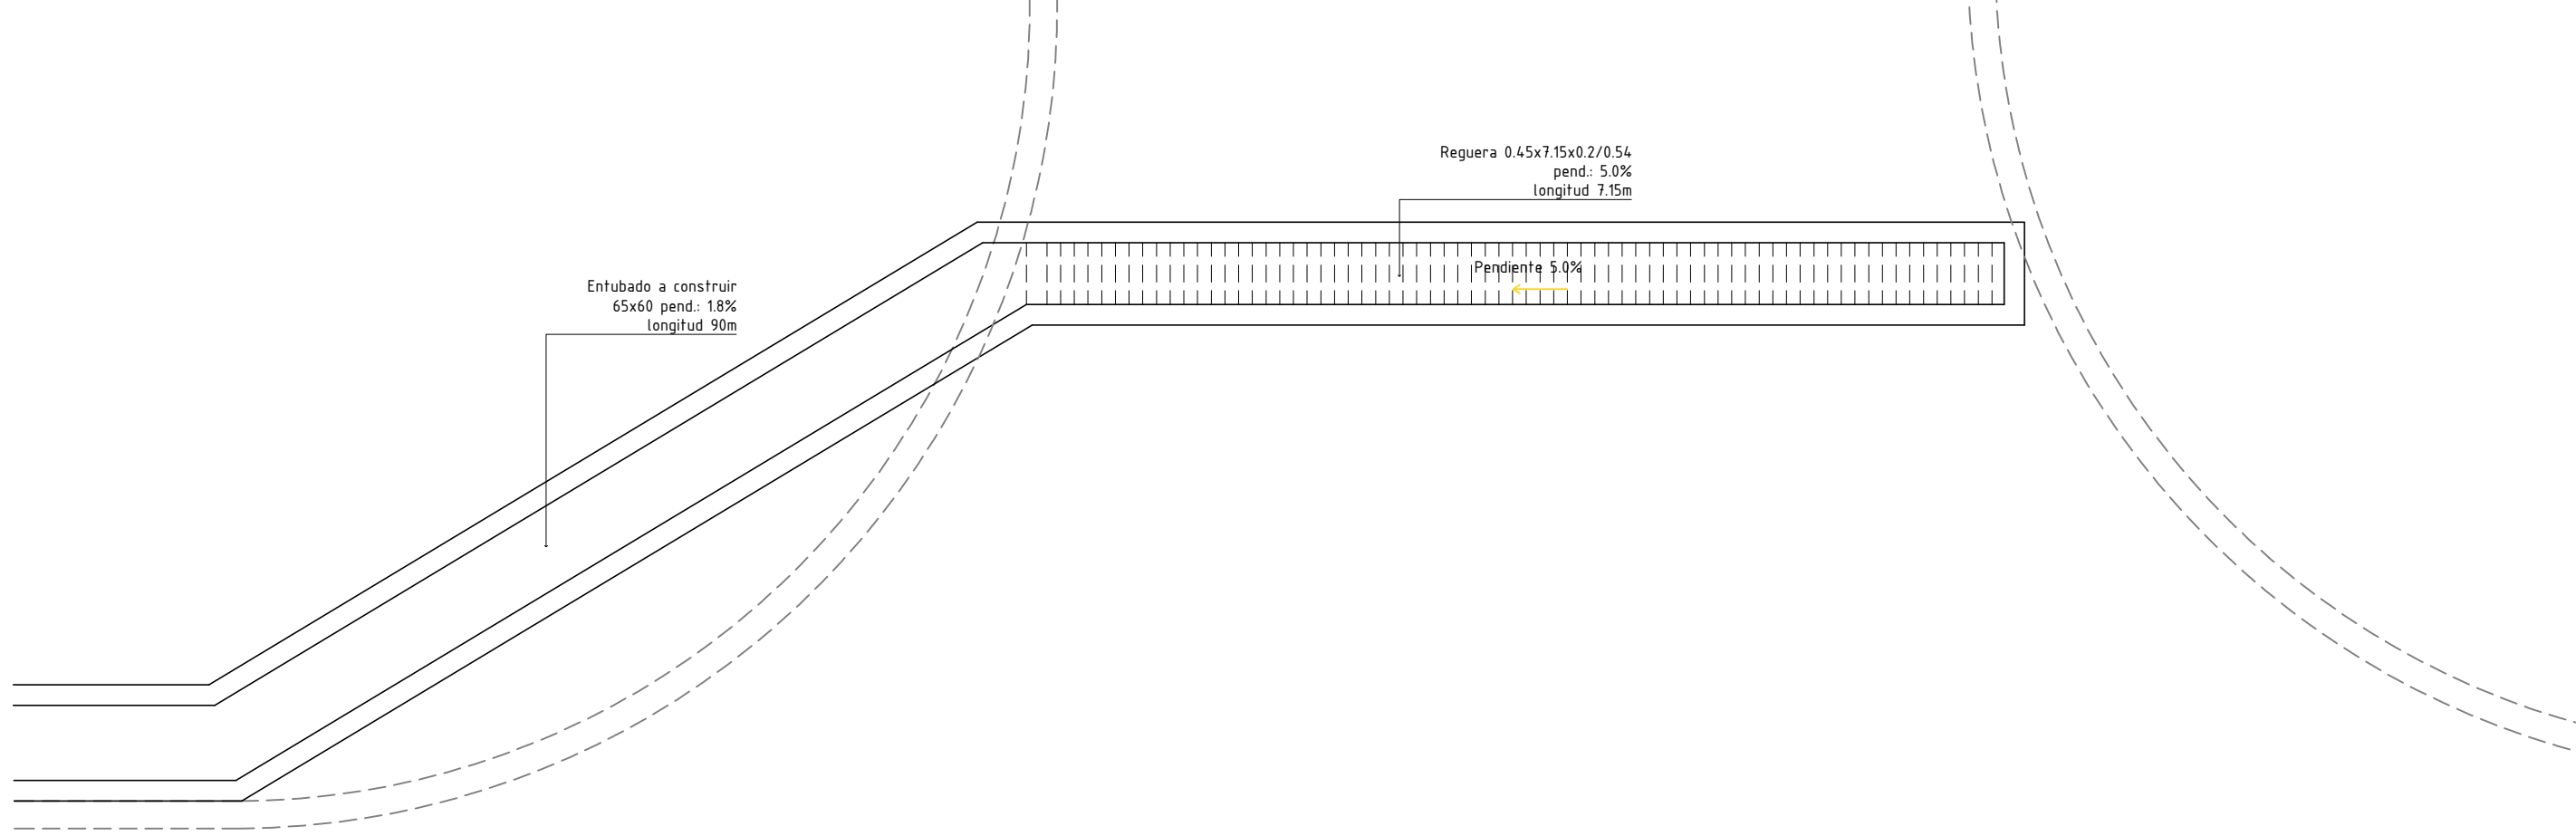 Reguera 0.45x7.15x0.2/0.54
pend.: 5.0%
longitud 7.15m
Pendiente 5.0%
Entubado a construir
65x60 pend.: 1.8%
longitud 90m